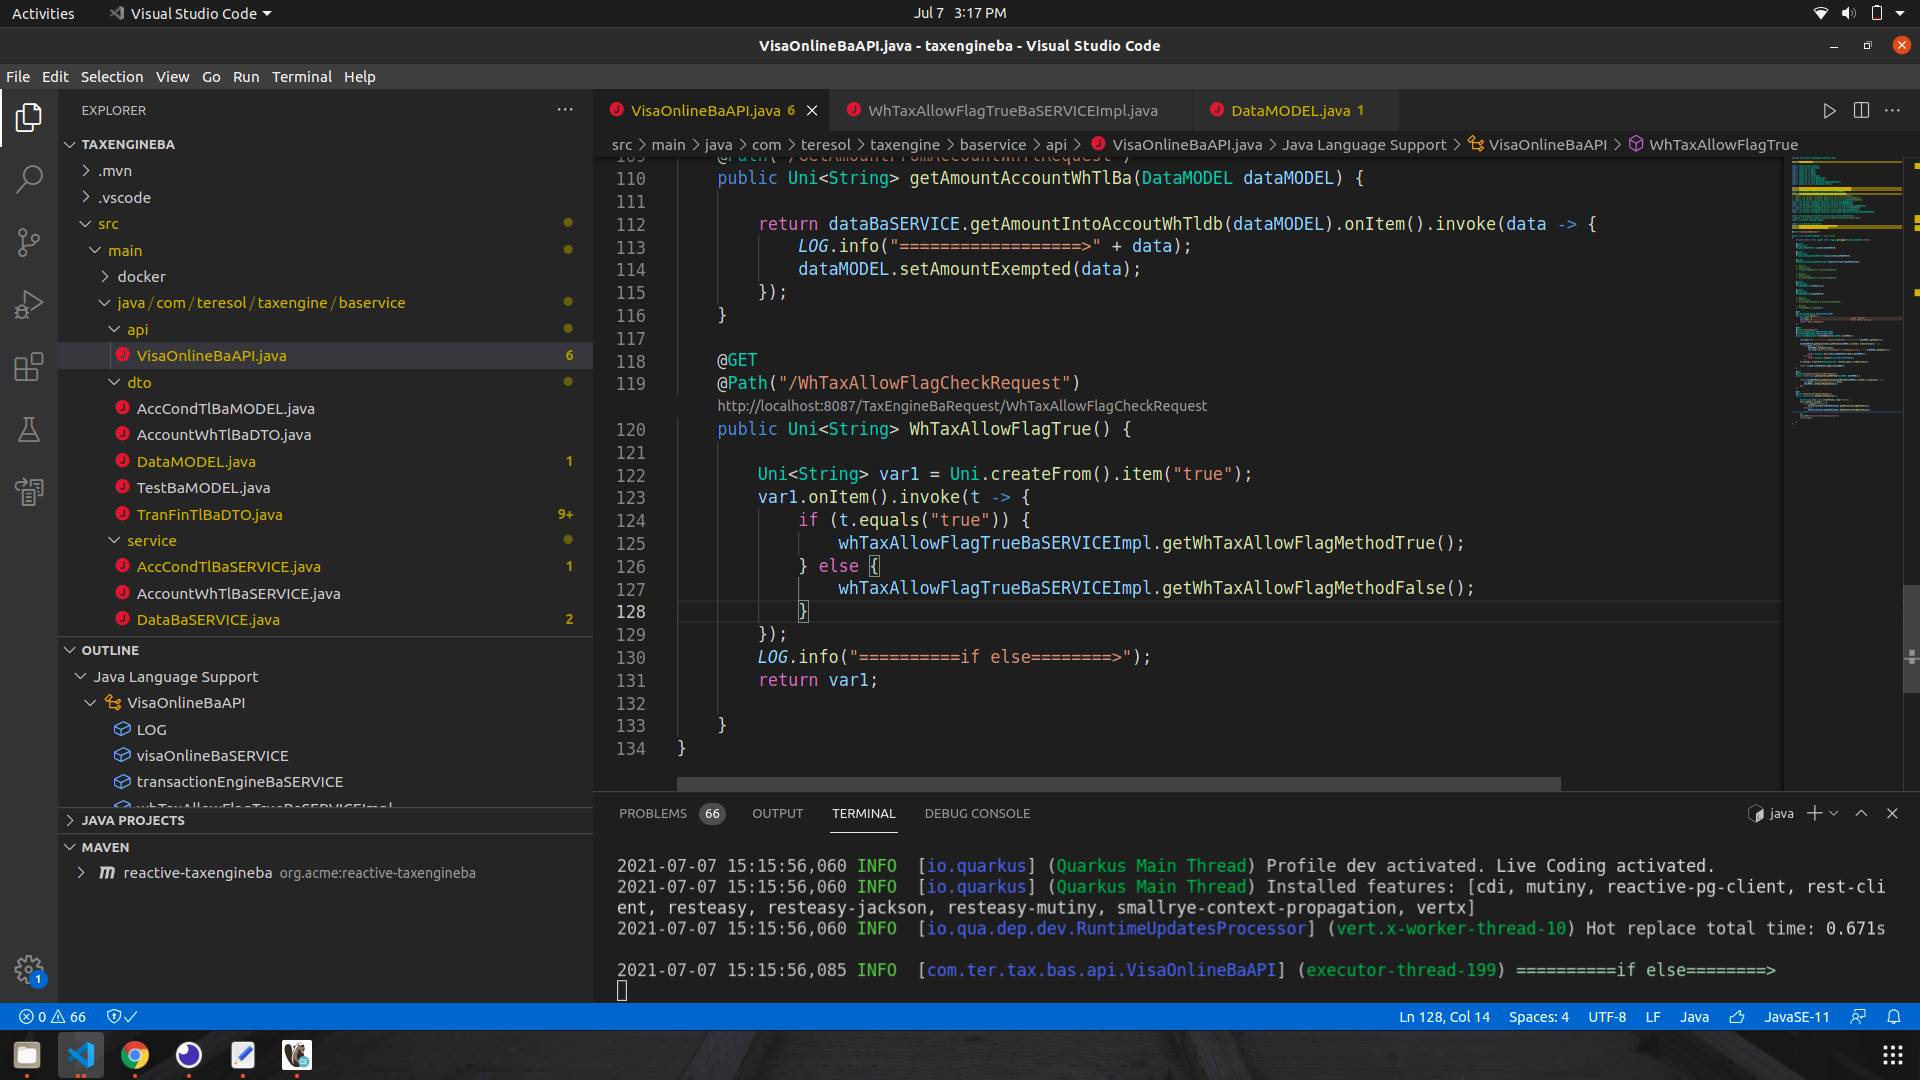 Activities
Visual Studio Code
Jul 7 3:17 PM
VisaOnlineBaAPI.java - taxengineba - Visual Studio Code
File Edit Selection View Go Run Terminal Help
EXPLORER
TAXENGINEBA
.mvn
.vscode
src
main
docker
java / com / teresol / taxengine / baservice
api
VisaOnlineBaAPI.java 6
dto
AccCondTlBaMODEL.java
AccountWhTlBaDTO.java
DataMODEL.java 1
TestBaMODEL.java
TranFinTlBaDTO.java 9+
service
AccCondTlBaSERVICE.java 1
AccountWhTlBaSERVICE.java
DataBaSERVICE.java 2
OUTLINE
Java Language Support
VisaOnlineBaAPI
LOG
visaOnlineBaSERVICE
transactionEngineBaSERVICE
whTaxAllowFlagTrueBaSERVICEImpl
JAVA PROJECTS
MAVEN
reactive-taxengineba org.acme:reactive-taxengineba
1
VisaOnlineBaAPI.java 6
WhTaxAllowFlagTrueBaSERVICEImpl.java
DataMODEL.java 1
src > main > java > com > teresol > taxengine > baservice > api > VisaOnlineBaAPI.java > Java Language Support > VisaOnlineBaAPI > WhTaxAllowFlagTrue
109
110 public Uni<String> getAmountAccountWhTlBa(DataMODEL dataMODEL) {
111
112 return dataBaSERVICE.getAmountIntoAccoutWhTldb(dataMODEL).onItem().invoke(data -> {
113 LOG.info("==================>" + data);
114 dataMODEL.setAmountExempted(data);
115 });
116 }
117
118 @GET
119 @Path("/WhTaxAllowFlagCheckRequest")
http://localhost:8087/TaxEngineBaRequest/WhTaxAllowFlagCheckRequest
120 public Uni<String> WhTaxAllowFlagTrue() {
121
122 Uni<String> var1 = Uni.createFrom().item("true");
123 var1.onItem().invoke(t -> {
124 if (t.equals("true")) {
125 whTaxAllowFlagTrueBaSERVICEImpl.getWhTaxAllowFlagMethodTrue();
126 } else {
127 whTaxAllowFlagTrueBaSERVICEImpl.getWhTaxAllowFlagMethodFalse();
128 }
129 });
130 LOG.info("==========if else========>");
131 return var1;
132
133 }
134 }
PROBLEMS 66 OUTPUT TERMINAL DEBUG CONSOLE
java
2021-07-07 15:15:56,060 INFO [io.quarkus] (Quarkus Main Thread) Profile dev activated. Live Coding activated.
2021-07-07 15:15:56,060 INFO [io.quarkus] (Quarkus Main Thread) Installed features: [cdi, mutiny, reactive-pg-client, rest-cli
ent, resteasy, resteasy-jackson, resteasy-mutiny, smallrye-context-propagation, vertx]
2021-07-07 15:15:56,060 INFO [io.qua.dep.dev.RuntimeUpdatesProcessor] (vert.x-worker-thread-10) Hot replace total time: 0.671s
2021-07-07 15:15:56,085 INFO [com.ter.tax.bas.api.VisaOnlineBaAPI] (executor-thread-199) ==========if else========>
0 66
Ln 128, Col 14 Spaces: 4 UTF-8 LF Java JavaSE-11